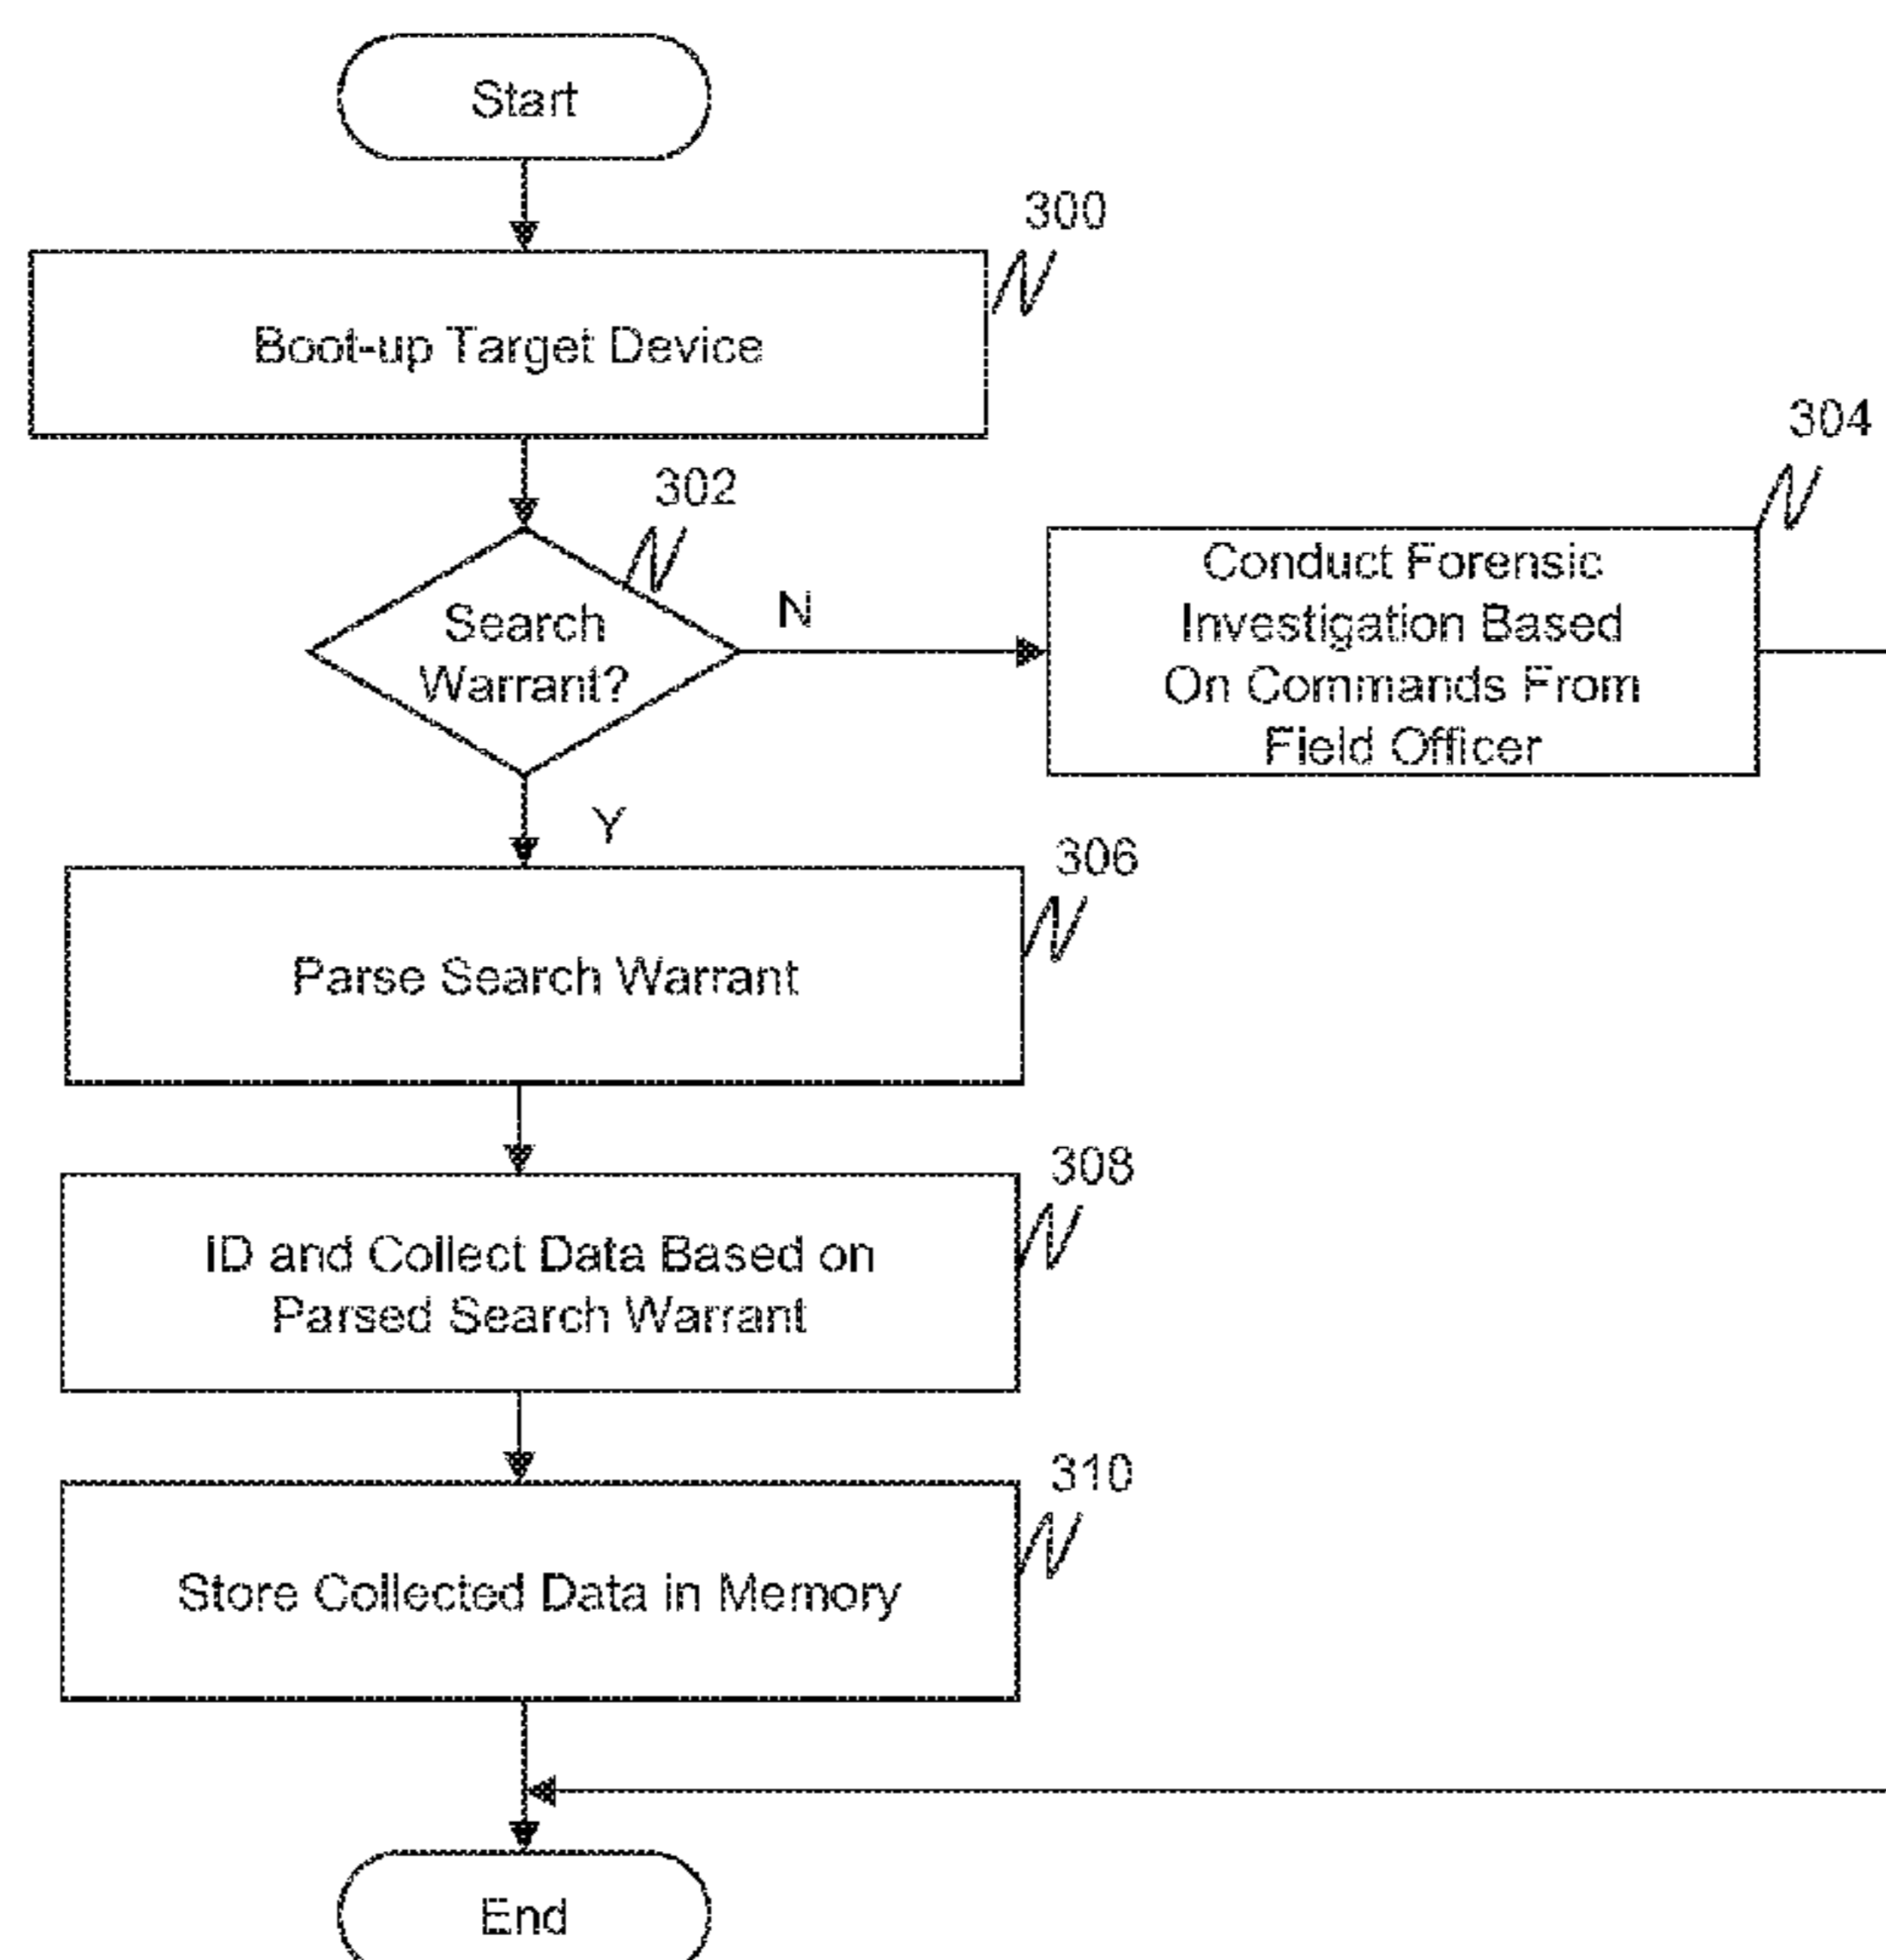 Start
300
Boot-up Target Device
302
304
Search
Warrant?
N
Conduct Forensic
Investigation Based
On Commands From
Field Officer
Y
306
Parse Search Warrant
308
ID and Collect Data Based on
Parsed Search Warrant
310
Store Collected Data in Memory
End